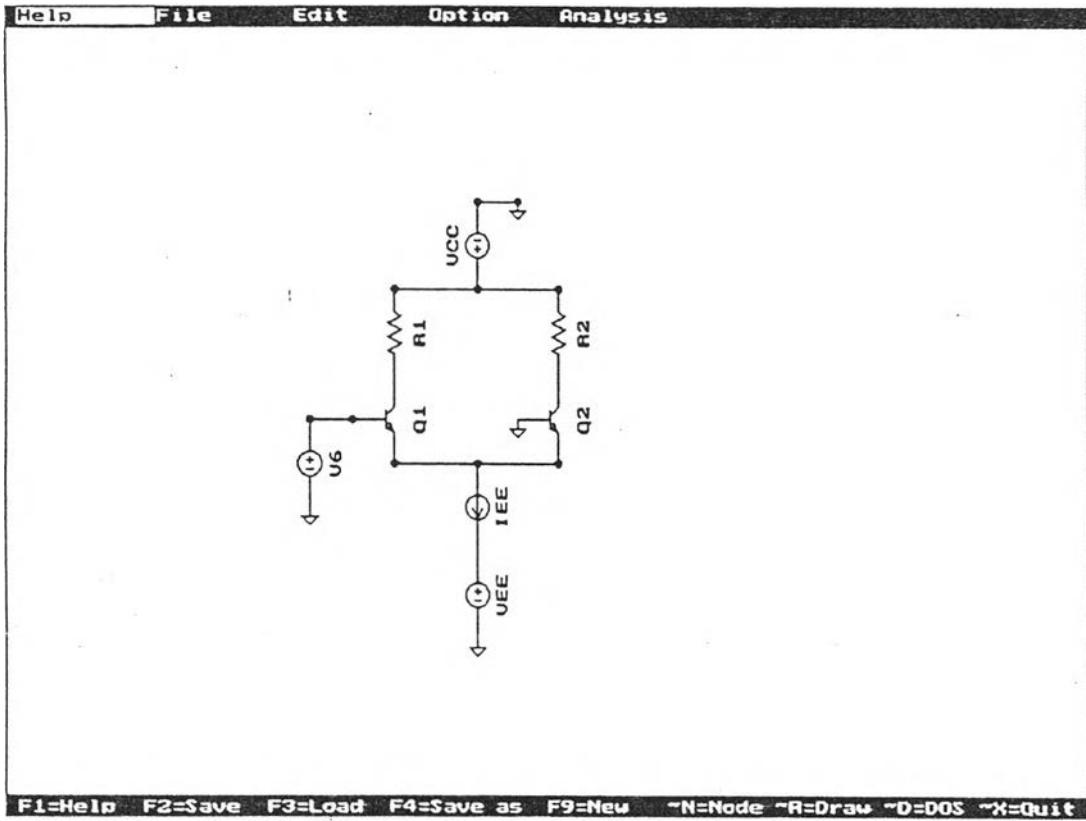 Help File Edit Option Analysis
VCC
R1
R2
Q1
Q2
V6
IEE
VEE
F1=Help F2=Save F3=Load F4=Save as F9=New ~N=Node ~R=Draw ~D=DOS ~X=Quit